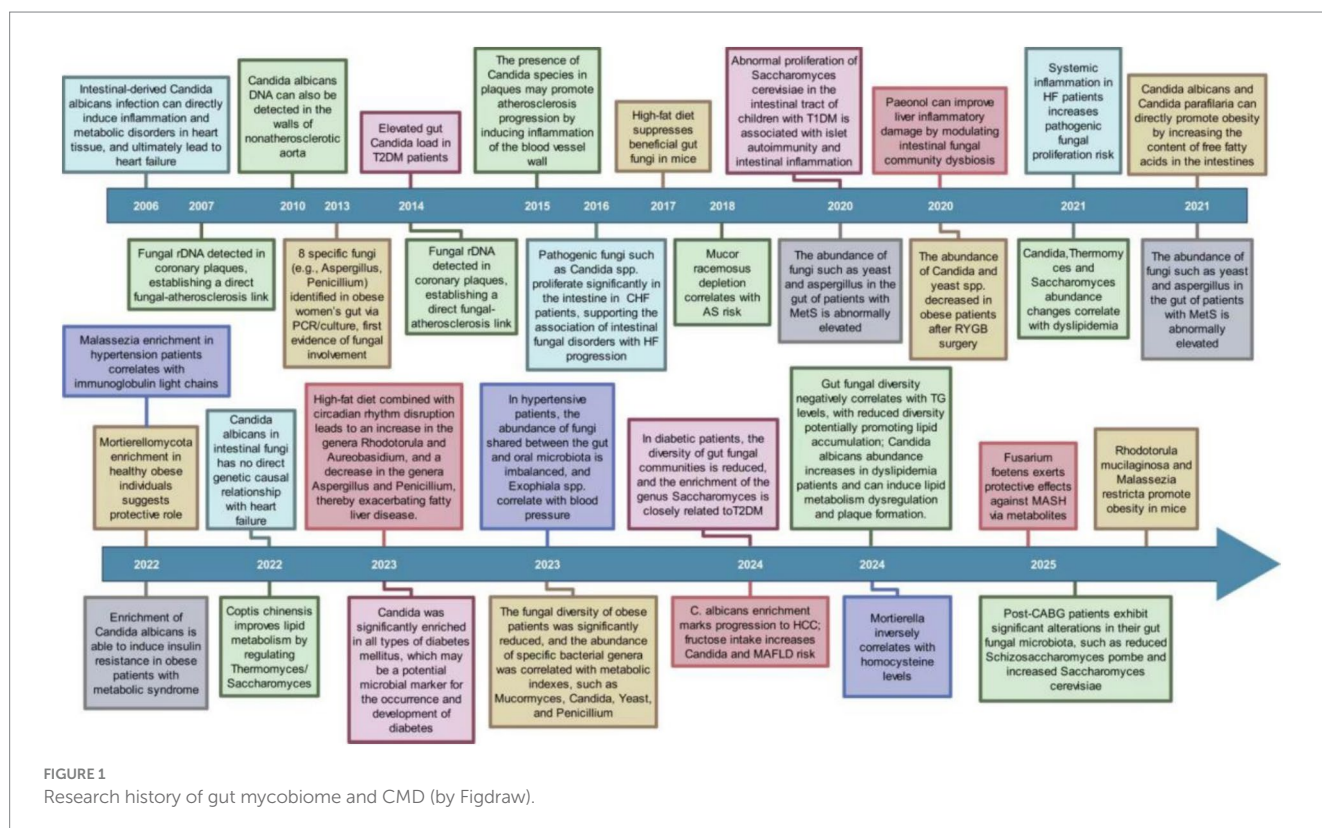 Intestinal-derived Candida
albicans infection can directly
induce inflammation and
metabolic disorders in heart
tissue, and ultimately lead to
heart failure
Candida albicans
DNA can also be
detected in the
walls of
nonatherosclerotic
aorta
Elevated gut
Candida load in
T2DM patients
The presence of
Candida species in
plaques may promote
atherosclerosis
progression by
inducing inflammation
of the blood vessel
wall
High-fat diet
suppresses
beneficial gut
fungi in mice
Abnormal proliferation of
Saccharomyces
cerevisiae in the
intestinal tract of
children with T1DM is
associated with islet
autoimmunity and
intestinal inflammation
Paeonol can improve
liver inflammatory
damage by modulating
intestinal fungal
community dysbiosis
Systemic
inflammation in
HF patients
increases
pathogenic
fungal
proliferation risk
Candida albicans and
Candida parafilaria can
directly promote obesity
by increasing the
content of free fatty
acids in the intestines
2006 2007 2010 2013 2014 2015 2016 2017 2018 2020 2020 2021 2021
Fungal rDNA detected in
coronary plaques,
establishing a direct
fungal-atherosclerosis link
8 specific fungi
(e.g., Aspergillus,
Penicillium)
identified in obese
women's gut via
PCR/culture, first
evidence of fungal
involvement
Fungal rDNA
detected in
coronary plaques,
establishing a
direct fungal-
atherosclerosis link
Pathogenic fungi such
as Candida spp.
proliferate significantly
in the intestine in CHF
patients, supporting the
association of intestinal
fungal disorders with HF
progression
Mucor
racemosus
depletion
correlates with
AS risk
The abundance of
fungi such as yeast
and aspergillus in the
gut of patients with
MetS is abnormally
elevated
The abundance
of Candida and
yeast spp.
decreased in
obese patients
after RYGB
surgery
Candida,Thermomy
ces and
Saccharomyces
abundance
changes correlate
with dyslipidemia
The abundance of
fungi such as yeast
and aspergillus in
the gut of patients
with MetS is
abnormally
elevated
Malassezia enrichment in
hypertension patients
correlates with
immunoglobulin light chains
Mortierellomycota
enrichment in
healthy obese
individuals
suggests
protective role
Candida
albicans in
intestinal fungi
has no direct
genetic causal
relationship
with heart
failure
High-fat diet combined with
circadian rhythm disruption
leads to an increase in the
genera Rhodotorula and
Aureobasidium, and a
decrease in the genera
Aspergillus and Penicillium,
thereby exacerbating fatty
liver disease.
In hypertensive
patients, the
abundance of fungi
shared between the gut
and oral microbiota is
imbalanced, and
Exophiala spp.
correlate with blood
pressure
In diabetic patients, the
diversity of gut fungal
communities is reduced,
and the enrichment of the
genus Saccharomyces is
closely related toT2DM
Gut fungal diversity
negatively correlates with TG
levels, with reduced diversity
potentially promoting lipid
accumulation; Candida
albicans abundance
increases in dyslipidemia
patients and can induce lipid
metabolism dysregulation
and plaque formation.
Fusarium
foetens exerts
protective effects
against MASH
via metabolites
Rhodotorula
mucilaginosa and
Malassezia
restricta promote
obesity in mice
2022 2022 2023 2023 2024 2024 2025
Enrichment of
Candida albicans is
able to induce insulin
resistance in obese
patients with
metabolic syndrome
Coptis chinensis
improves lipid
metabolism by
regulating
Thermomyces/
Saccharomyces
Candida was
significantly enriched
in all types of diabetes
mellitus, which may
be a potential
microbial marker for
the occurrence and
development of
diabetes
The fungal diversity of obese
patients was significantly
reduced, and the abundance
of specific bacterial genera
was correlated with metabolic
indexes, such as
Mucormyces, Candida, Yeast,
and Penicillium
C. albicans enrichment
marks progression to HCC;
fructose intake increases
Candida and MAFLD risk
Mortierella
inversely
correlates with
homocysteine
levels
Post-CABG patients exhibit
significant alterations in their gut
fungal microbiota, such as reduced
Schizosaccharomyces pombe and
increased Saccharomyces
cerevisiae
FIGURE 1
Research history of gut mycobiome and CMD (by Figdraw).